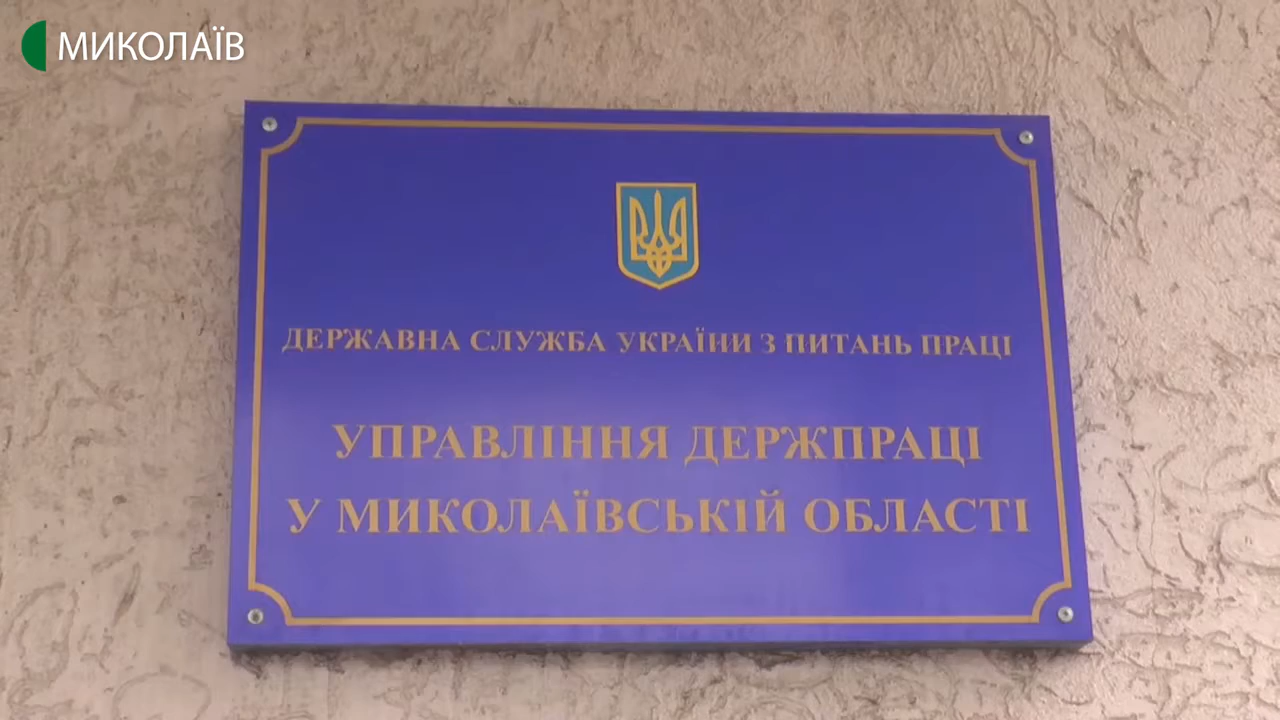 МИКОЛАЇВ
ДЕРЖАВНА СЛУЖБА УКРАЇНИ З ПИТАНЬ ПРАЦІ
УПРАВЛІННЯ ДЕРЖПРАЦІ
У МИКОЛАЇВСЬКІЙ ОБЛАСТІ